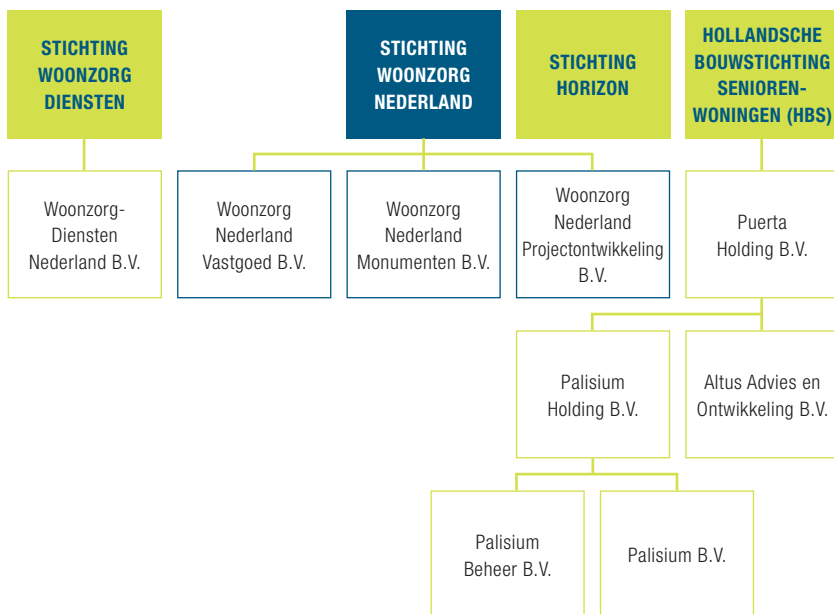 STICHTING
WOONZORG
DIENSTEN
STICHTING
WOONZORG
NEDERLAND
STICHTING
HORIZON
HOLLANDSCHE
BOUWSTICHTING
SENIOREN-
WONINGEN (HBS)
Woonzorg-
Diensten
Nederland B.V.
Woonzorg
Nederland
Vastgoed B.V.
Woonzorg
Nederland
Monumenten B.V.
Woonzorg
Nederland
Projectontwikkeling
B.V.
Puerta
Holding B.V.
Palisium
Holding B.V.
Altus Advies en
Ontwikkeling B.V.
Palisium
Beheer B.V.
Palisium B.V.